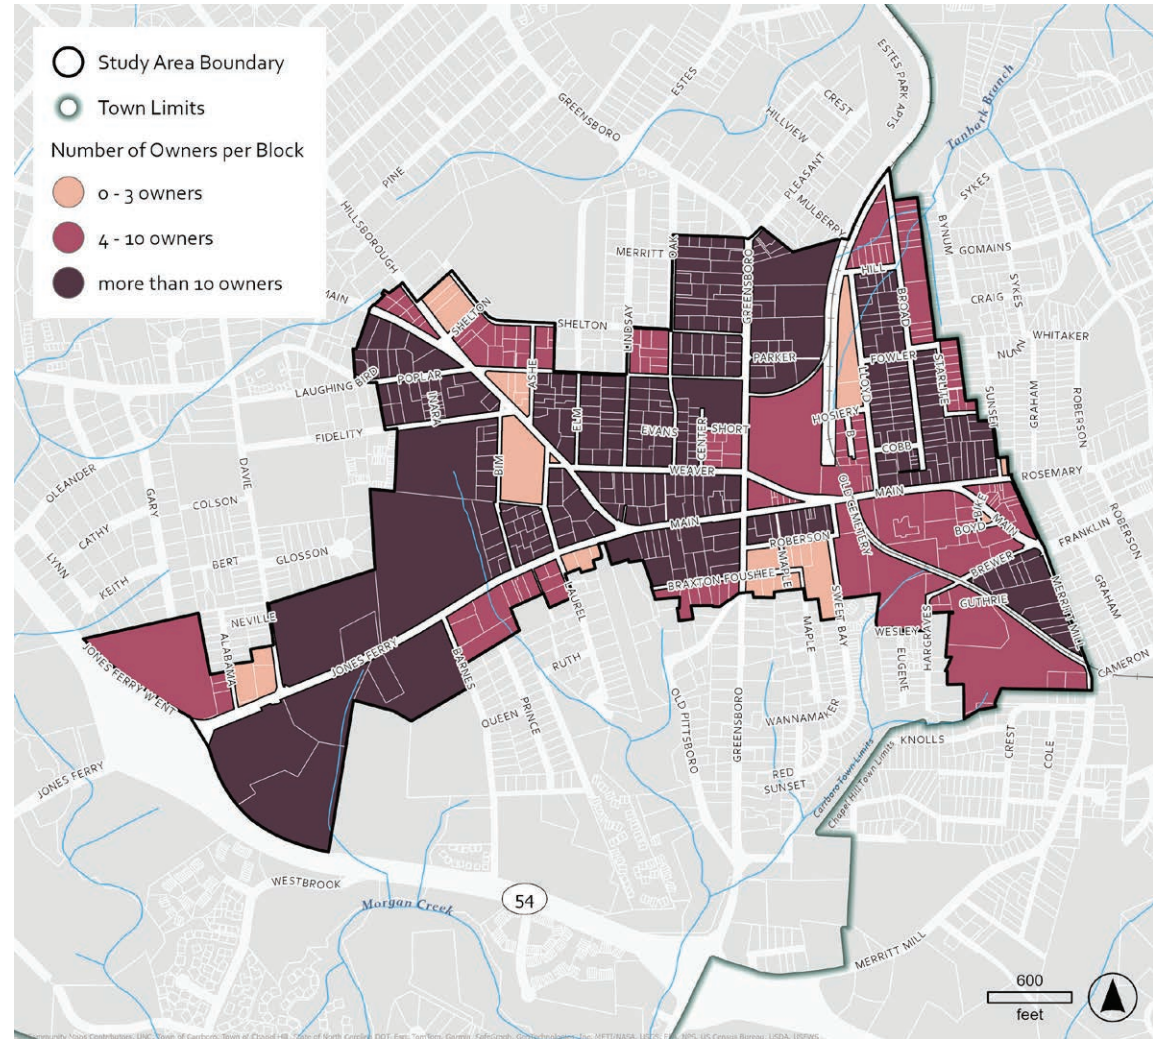 Study Area Boundary
Town Limits
Number of Owners per Block
0 - 3 owners
4 - 10 owners
more than 10 owners
ESTES PARK APTS
ESTES
CREST
HILLVIEW
GREENSBORO
PLEASANT
MULBERRY
Tanbark Branch
SYKES
BYNUM
GOMAINS
PINE
HILLSBOROUGH
MERRITT
OAK
GREENSBORO
HILL
BROAD
CRAIG
SYKES
MAIN
SHELTON
SHELTON
LINDSAY
NUNN
WHITAKER
PARKER
FOWLER
LLOYD
STARLITE
LAUGHING BIRD
POPLAR
INARA
ASHE
SUNSET
GRAHAM
ROBERSON
FIDELITY
ELM
EVANS
CENTER
SHORT
HOSIERY
B
COBB
OLEANDER
DAVIE
BIM
WEAVER
ROSEMARY
GARY
COLSON
MAIN
OLD CEMETERY
MAIN
BIKE
MAIN
BOYD
CATHY
FRANKLIN
ROBERSON
LYNN
KEITH
BERT
GLOSSON
ROBERSON
MAPLE
BREWER
BRAXTON FOUSHEE
LAUREL
SWEET BAY
GUTHRIE
MERRITT MILL
GRAHAM
NEVILLE
ALABAMA
JONES FERRY
BARNES
RUTH
MAPLE
WESLEY
EUGENE
HARGRAVES
CAMERON
JONES FERRY WENT
QUEEN
PRINCE
OLD PITTSBORO
GREENSBORO
WANNAMAKER
KNOLLS
CREST
COLE
JONES FERRY
RED SUNSET
Carrboro Town Limits
Chapel Hill Town Limits
WESTBROOK
54
Morgan Creek
MERRITT MILL
600
feet